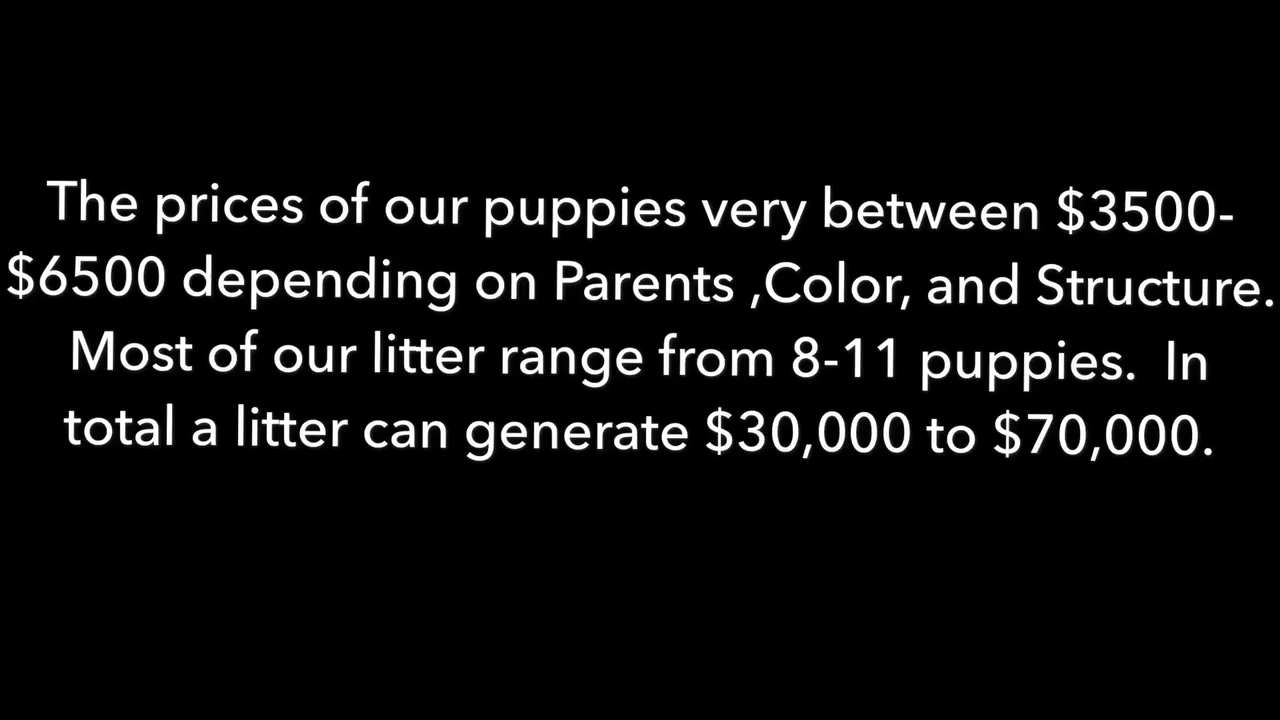 The prices of our puppies very between $3500-
$6500 depending on Parents ,Color, and Structure.
Most of our litter range from 8-11 puppies.  In
total a litter can generate $30,000 to $70,000.